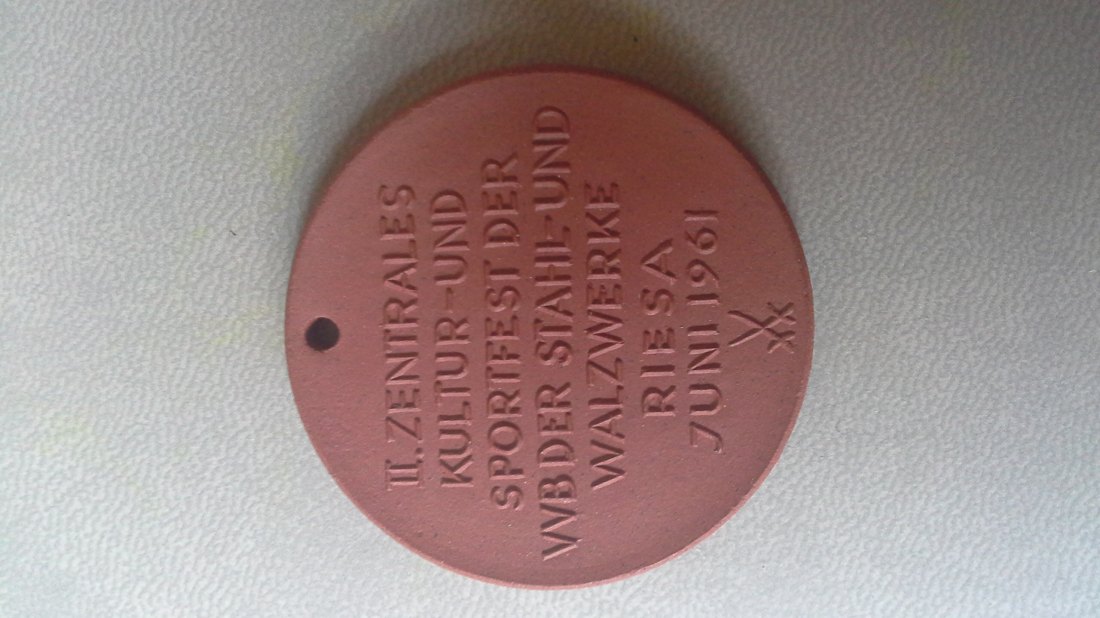 II. ZENTRALES
KULTUR-UND
SPORTFEST DER
VVB DER STAHL-UND
WALZWERKE
RIESA
JUNI 1961